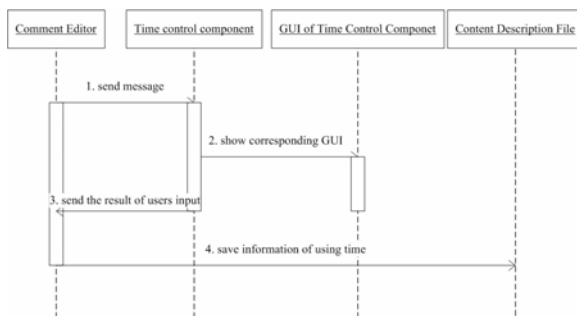 Comment Editor
Time control component
GUI of Time Control Componet
Content Description File
1. send message
2. show corresponding GUI
3. send the result of users input
4. save information of using time